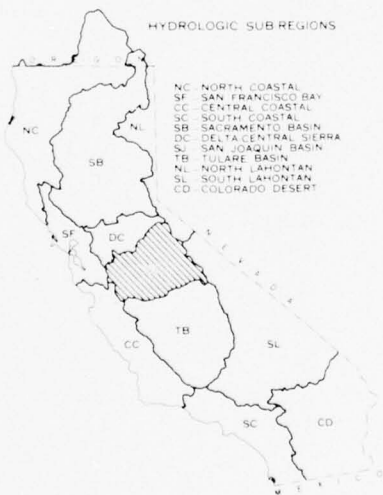 HYDROLOGIC SUB-REGIONS
OREGON
NC - NORTH COASTAL
SF - SAN FRANCISCO BAY
CC - CENTRAL COASTAL
SC - SOUTH COASTAL
SB - SACRAMENTO BASIN
DC - DELTA-CENTRAL SIERRA
SJ - SAN JOAQUIN BASIN
TB - TULARE BASIN
NL - NORTH LAHONTAN
SL - SOUTH LAHONTAN
CD - COLORADO DESERT
NC
NL
SB
SF
DC
NEVADA
CC
TB
SL
SC
CD
MEXICO